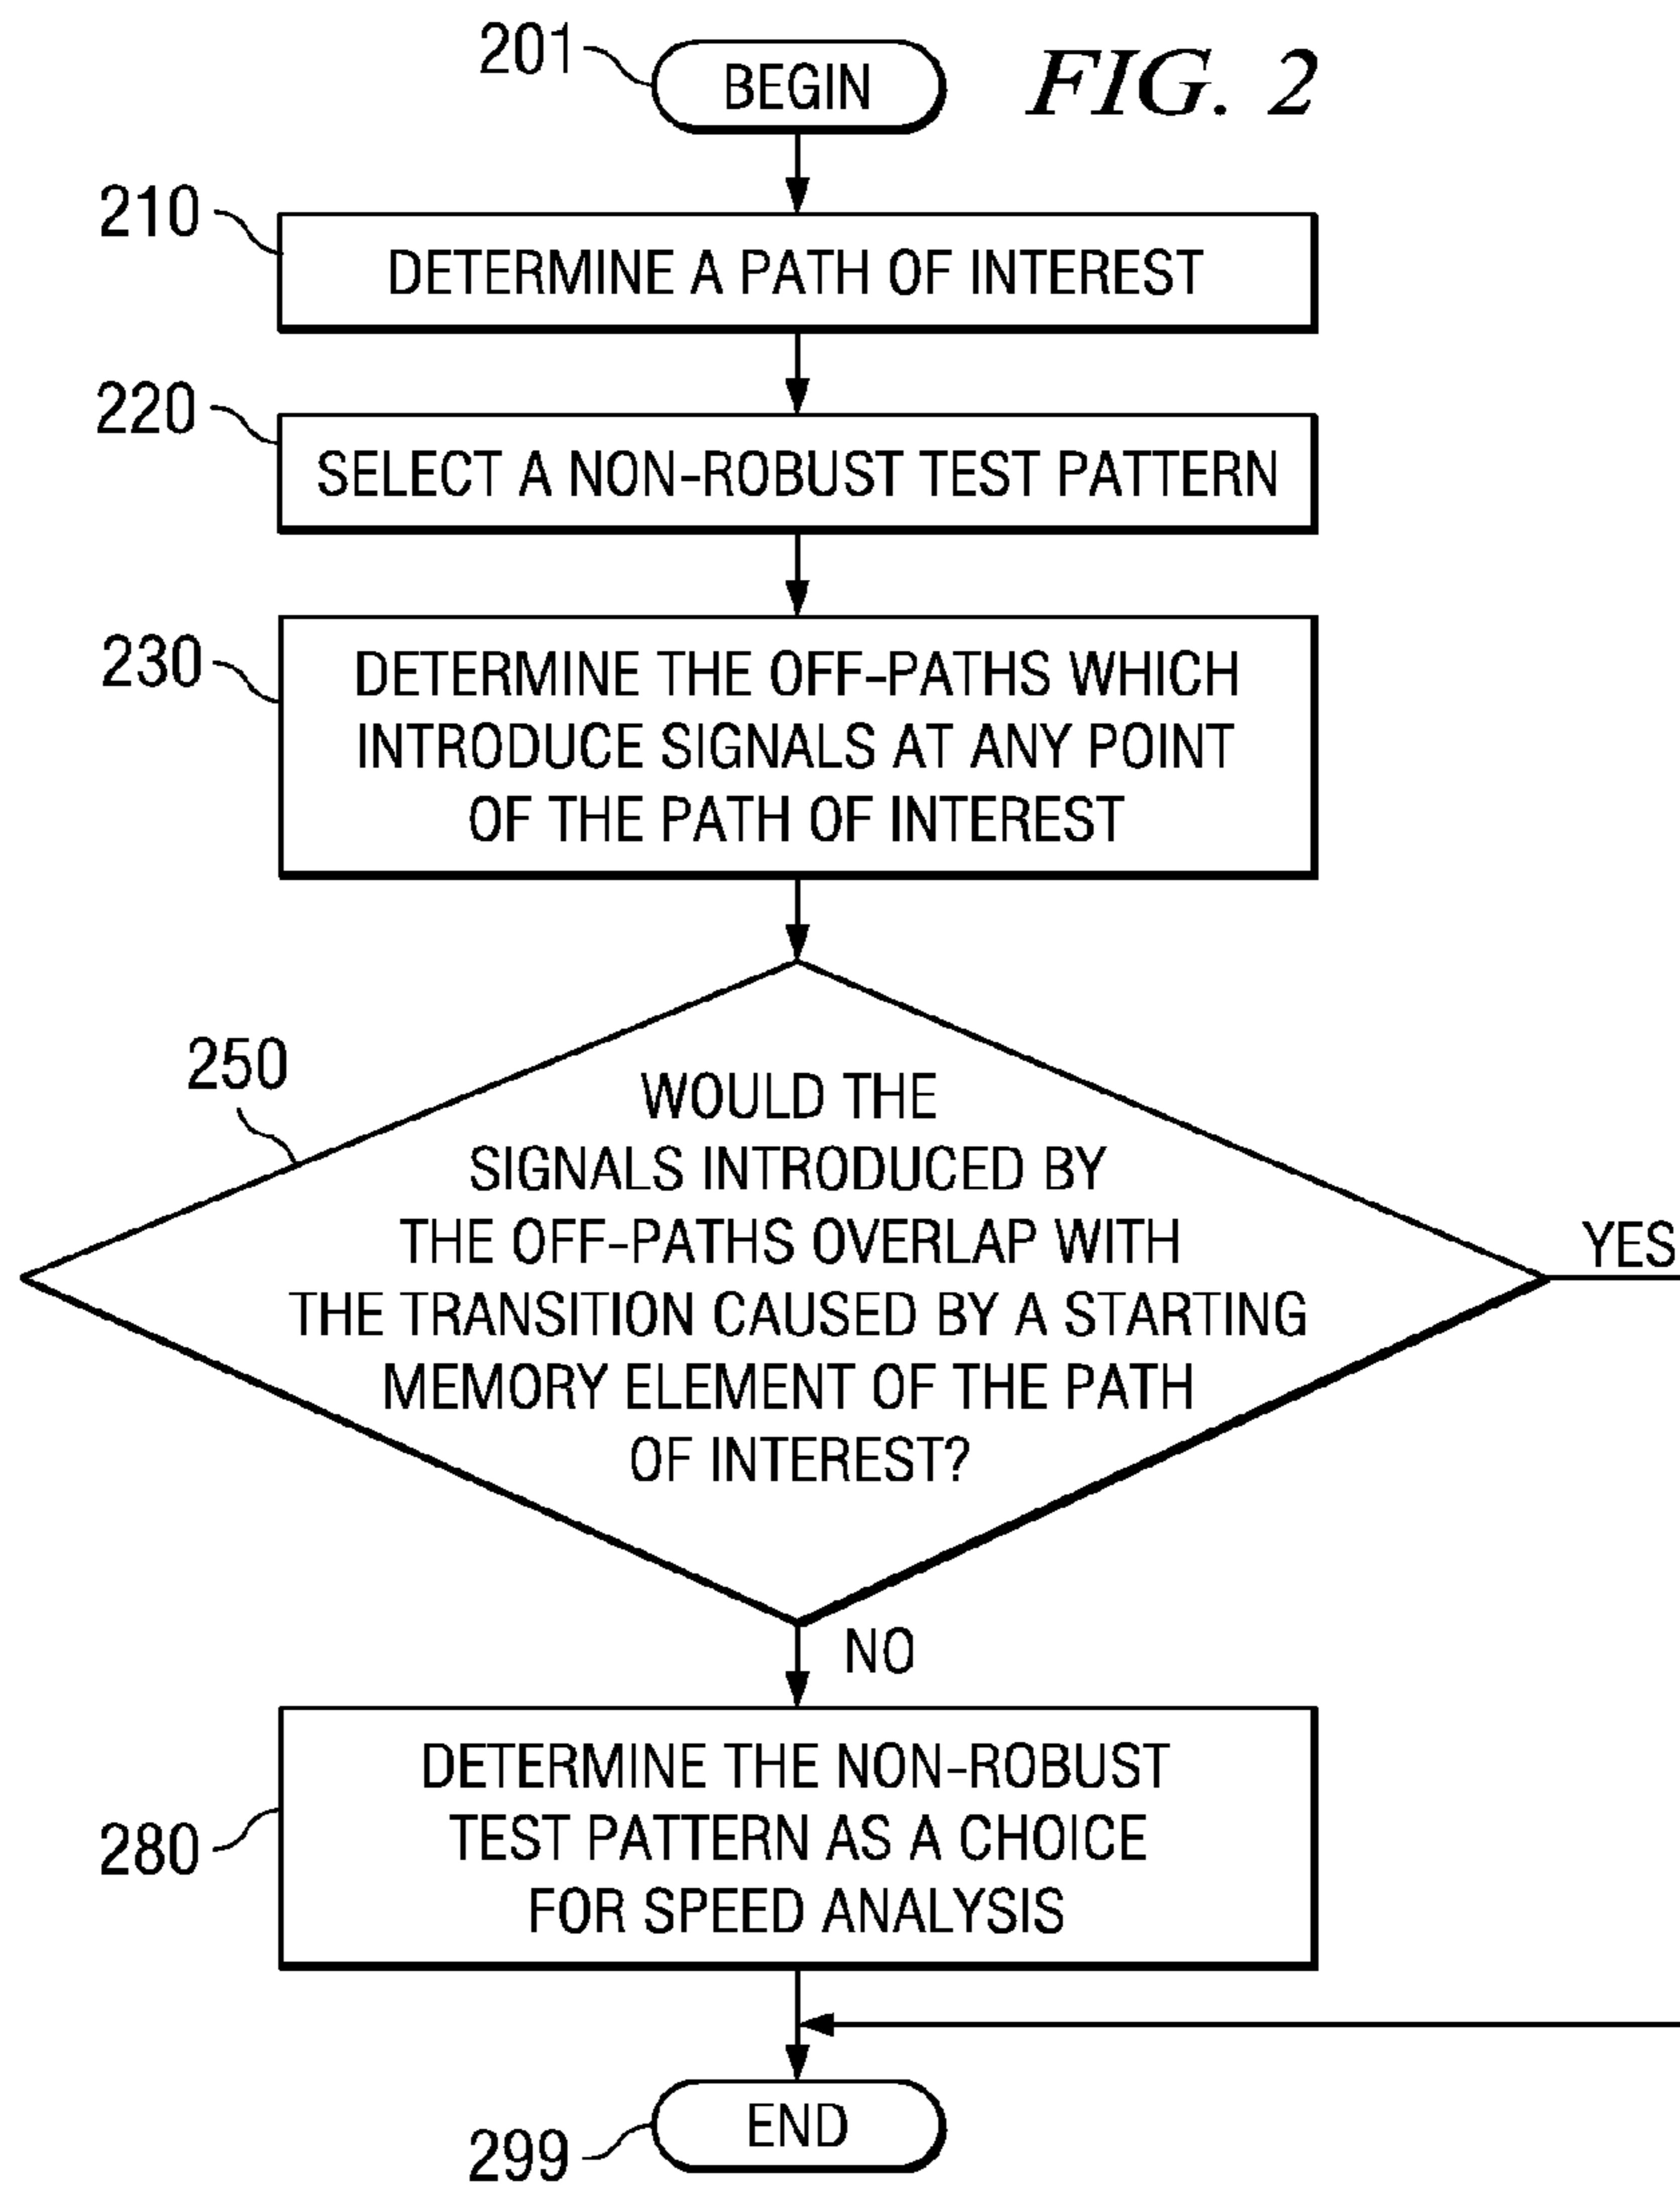 201
BEGIN
FIG. 2
210
DETERMINE A PATH OF INTEREST
220
SELECT A NON-ROBUST TEST PATTERN
230
DETERMINE THE OFF-PATHS WHICH
INTRODUCE SIGNALS AT ANY POINT
OF THE PATH OF INTEREST
250
WOULD THE
SIGNALS INTRODUCED BY
THE OFF-PATHS OVERLAP WITH
THE TRANSITION CAUSED BY A STARTING
MEMORY ELEMENT OF THE PATH
OF INTEREST?
YES
NO
280
DETERMINE THE NON-ROBUST
TEST PATTERN AS A CHOICE
FOR SPEED ANALYSIS
299
END